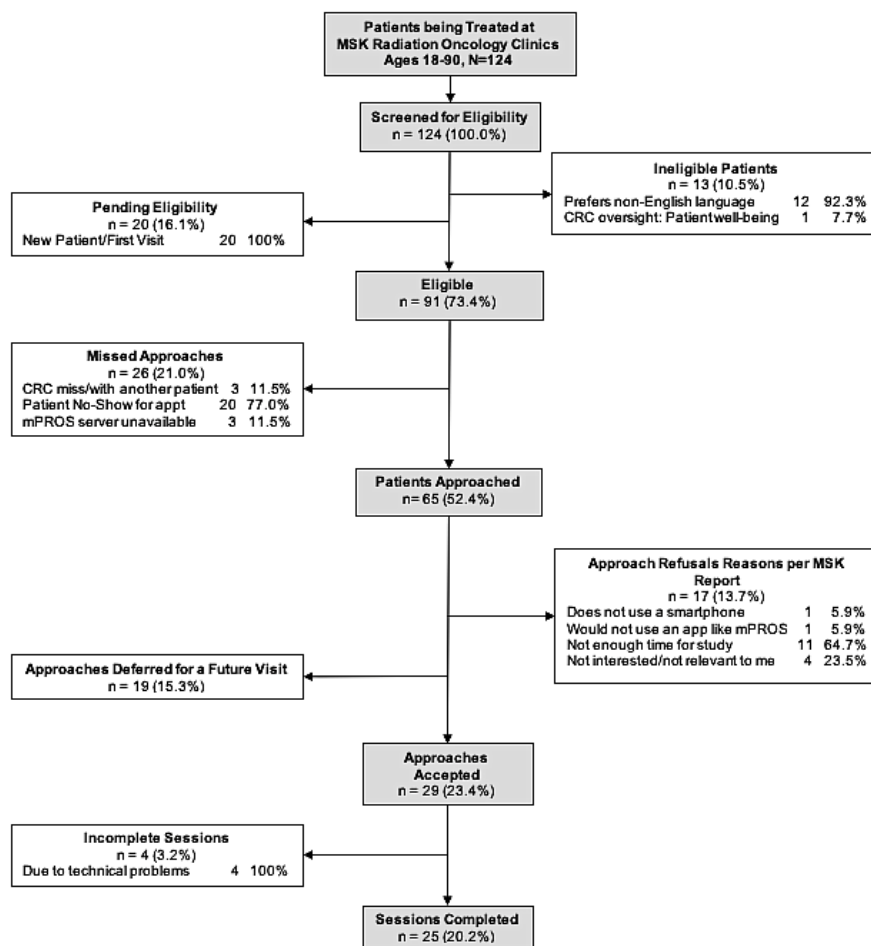 Patients being Treated at
MSK Radiation Oncology Clinics
Ages 18-90, N=124
Screened for Eligibility
n = 124 (100.0%)
Ineligible Patients
n = 13 (10.5%)
Prefers non-English language 12 92.3%
CRC oversight: Patient well-being 1 7.7%
Pending Eligibility
n = 20 (16.1%)
New Patient/First Visit 20 100%
Eligible
n = 91 (73.4%)
Missed Approaches
n = 26 (21.0%)
CRC miss/with another patient 3 11.5%
Patient No-Show for appt 20 77.0%
mPROS server unavailable 3 11.5%
Patients Approached
n= 65 (52.4%)
Approach Refusals Reasons per MSK
Report
n = 17 (13.7%)
Does not use a smartphone 1 5.9%
Would not use an app like mPROS 1 5.9%
Not enough time for study 11 64.7%
Not interested/not relevant to me 4 23.5%
Approaches Deferred for a Future Visit
n = 19 (15.3%)
Approaches
Accepted
n = 29 (23.4%)
Incomplete Sessions
n = 4 (3.2%)
Due to technical problems 4 100%
Sessions Completed
n = 25 (20.2%)